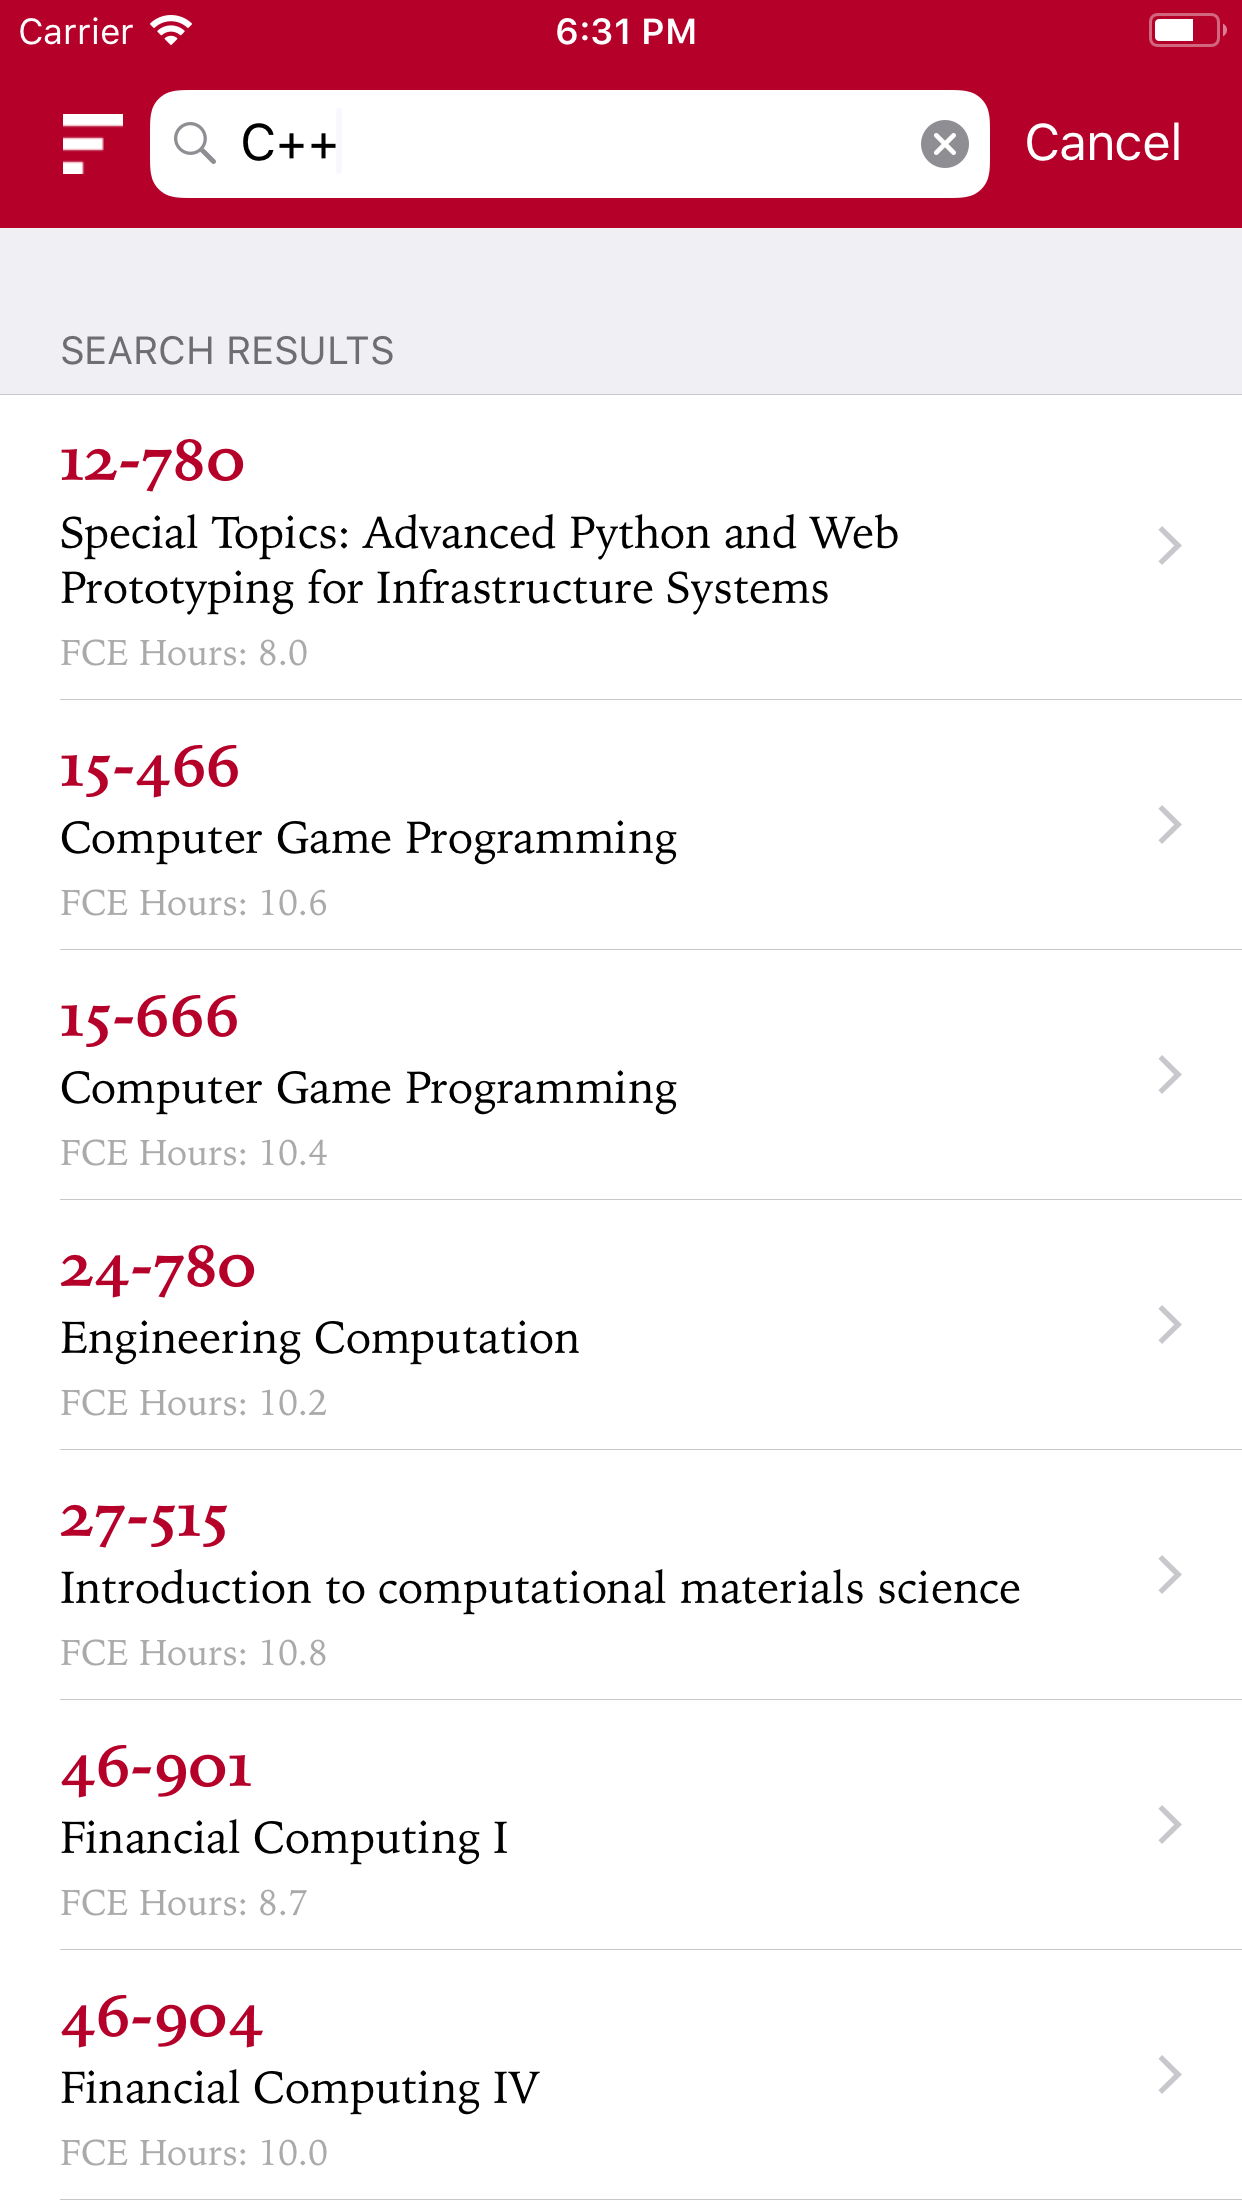 Carrier 6:31 PM
C++ Cancel
SEARCH RESULTS
12-780
Special Topics: Advanced Python and Web
Prototyping for Infrastructure Systems
FCE Hours: 8.0
15-466
Computer Game Programming
FCE Hours: 10.6
15-666
Computer Game Programming
FCE Hours: 10.4
24-780
Engineering Computation
FCE Hours: 10.2
27-515
Introduction to computational materials science
FCE Hours: 10.8
46-901
Financial Computing I
FCE Hours: 8.7
46-904
Financial Computing IV
FCE Hours: 10.0